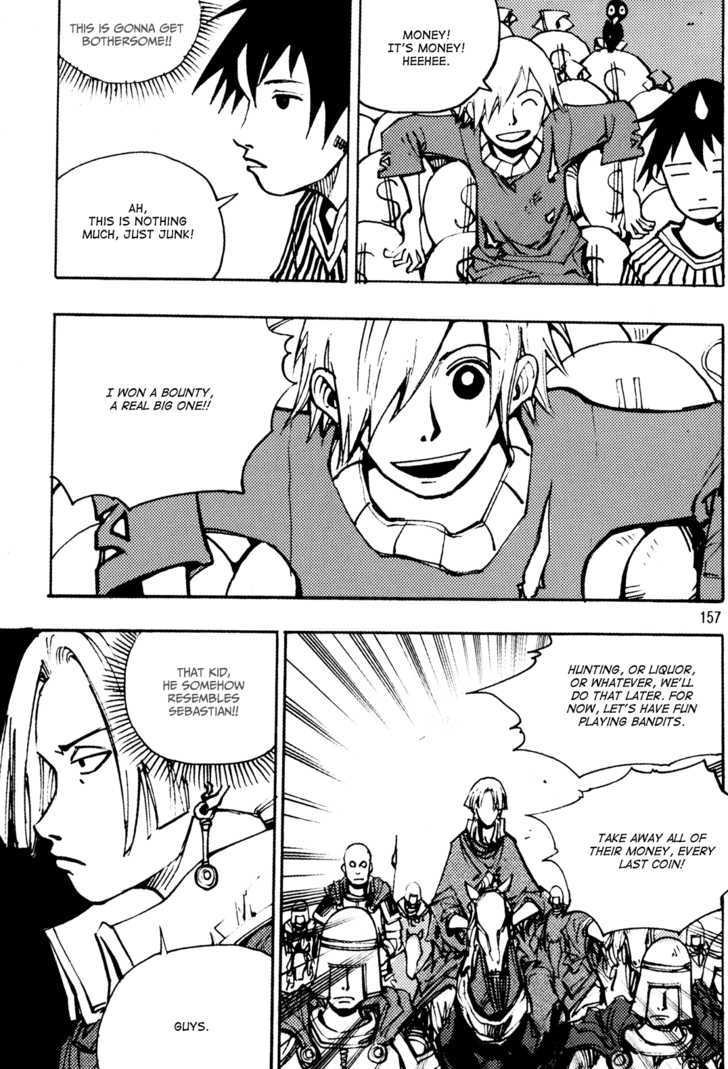 THIS IS GONNA GET
BOTHERSOME!!
AH,
THIS IS NOTHING
MUCH, JUST JUNK!
MONEY!
IT'S MONEY!
HEEHEE.
I WON A BOUNTY,
A REAL BIG ONE!!
157
THAT KID,
HE SOMEHOW
RESEMBLES
SEBASTIAN!!
GUYS.
HUNTING, OR LIQUOR,
OR WHATEVER, WE'LL
DO THAT LATER. FOR
NOW, LET'S HAVE FUN
PLAYING BANDITS.
TAKE AWAY ALL OF
THEIR MONEY, EVERY
LAST COIN!